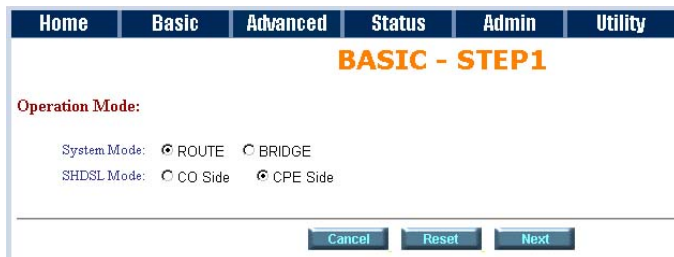 Home Basic Advanced Status Admin Utility
BASIC - STEP1
Operation Mode:
System Mode: ROUTE BRIDGE
SHDSL Mode: CO Side CPE Side
Cancel Reset Next